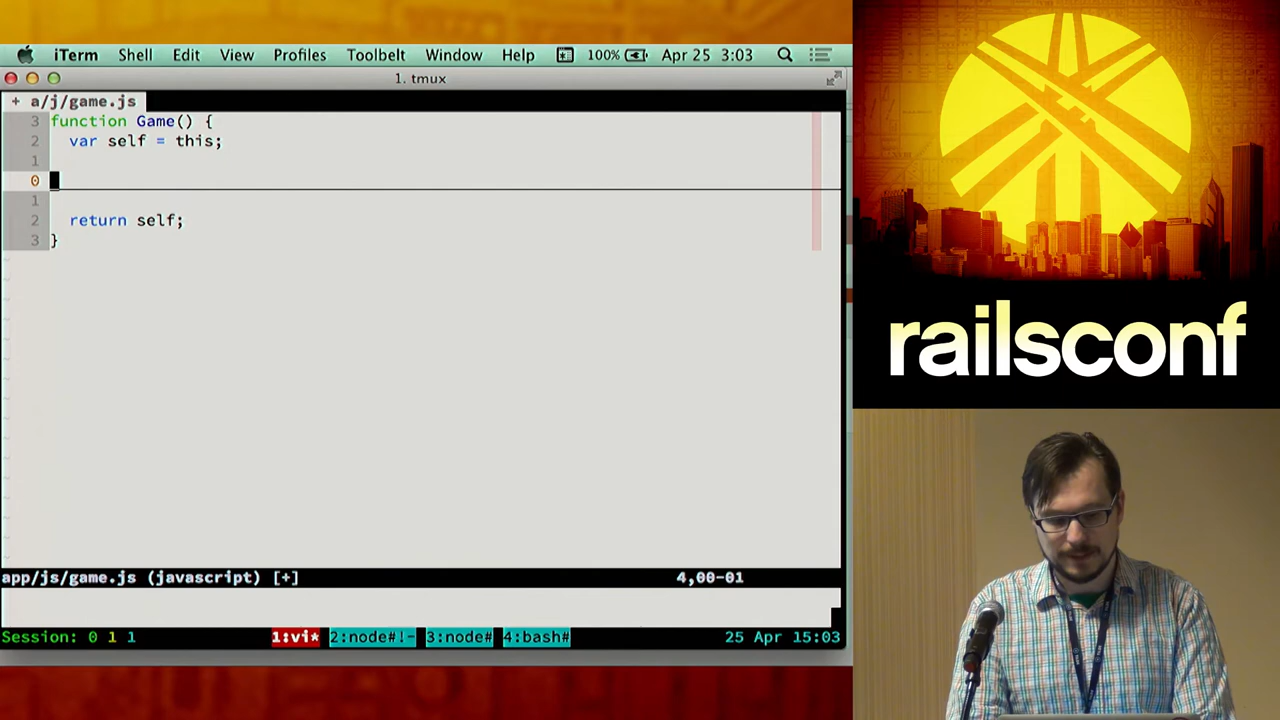 iTerm Shell Edit View Profiles Toolbelt Window Help 100% Apr 25 3:03
1. tmux
+ a/j/game.js
3 function Game() {
2 var self = this;
1
0
1
2 return self;
3 }
app/js/game.js (javascript) [+] 4,00-01
Session: 0 1 1 1:vi* 2:node#!- 3:node# 4:bash# 25 Apr 15:03
railsconf